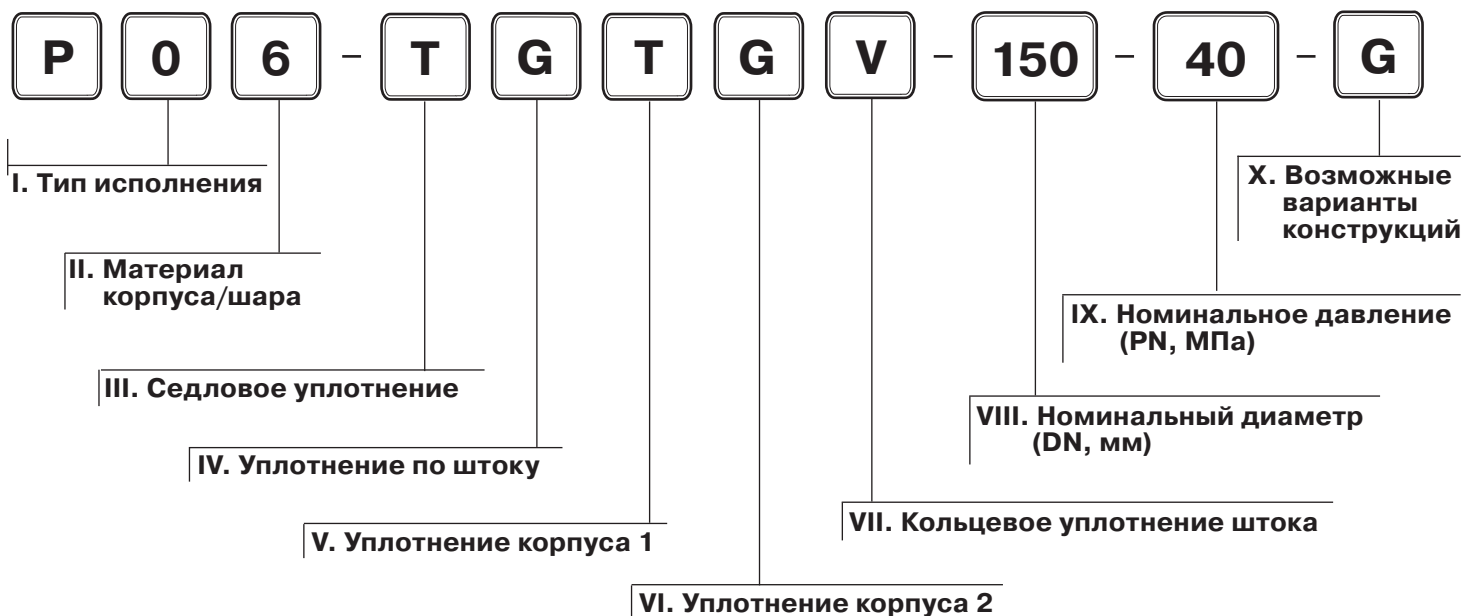 P 0 6 – T G T G V – 150 – 40 – G
I. Тип исполнения
X. Возможные
варианты
конструкций
II. Материал
корпуса/шара
IX. Номинальное давление
(PN, МПа)
III. Седловое уплотнение
VIII. Номинальный диаметр
(DN, мм)
IV. Уплотнение по штоку
VII. Кольцевое уплотнение штока
V. Уплотнение корпуса 1
VI. Уплотнение корпуса 2